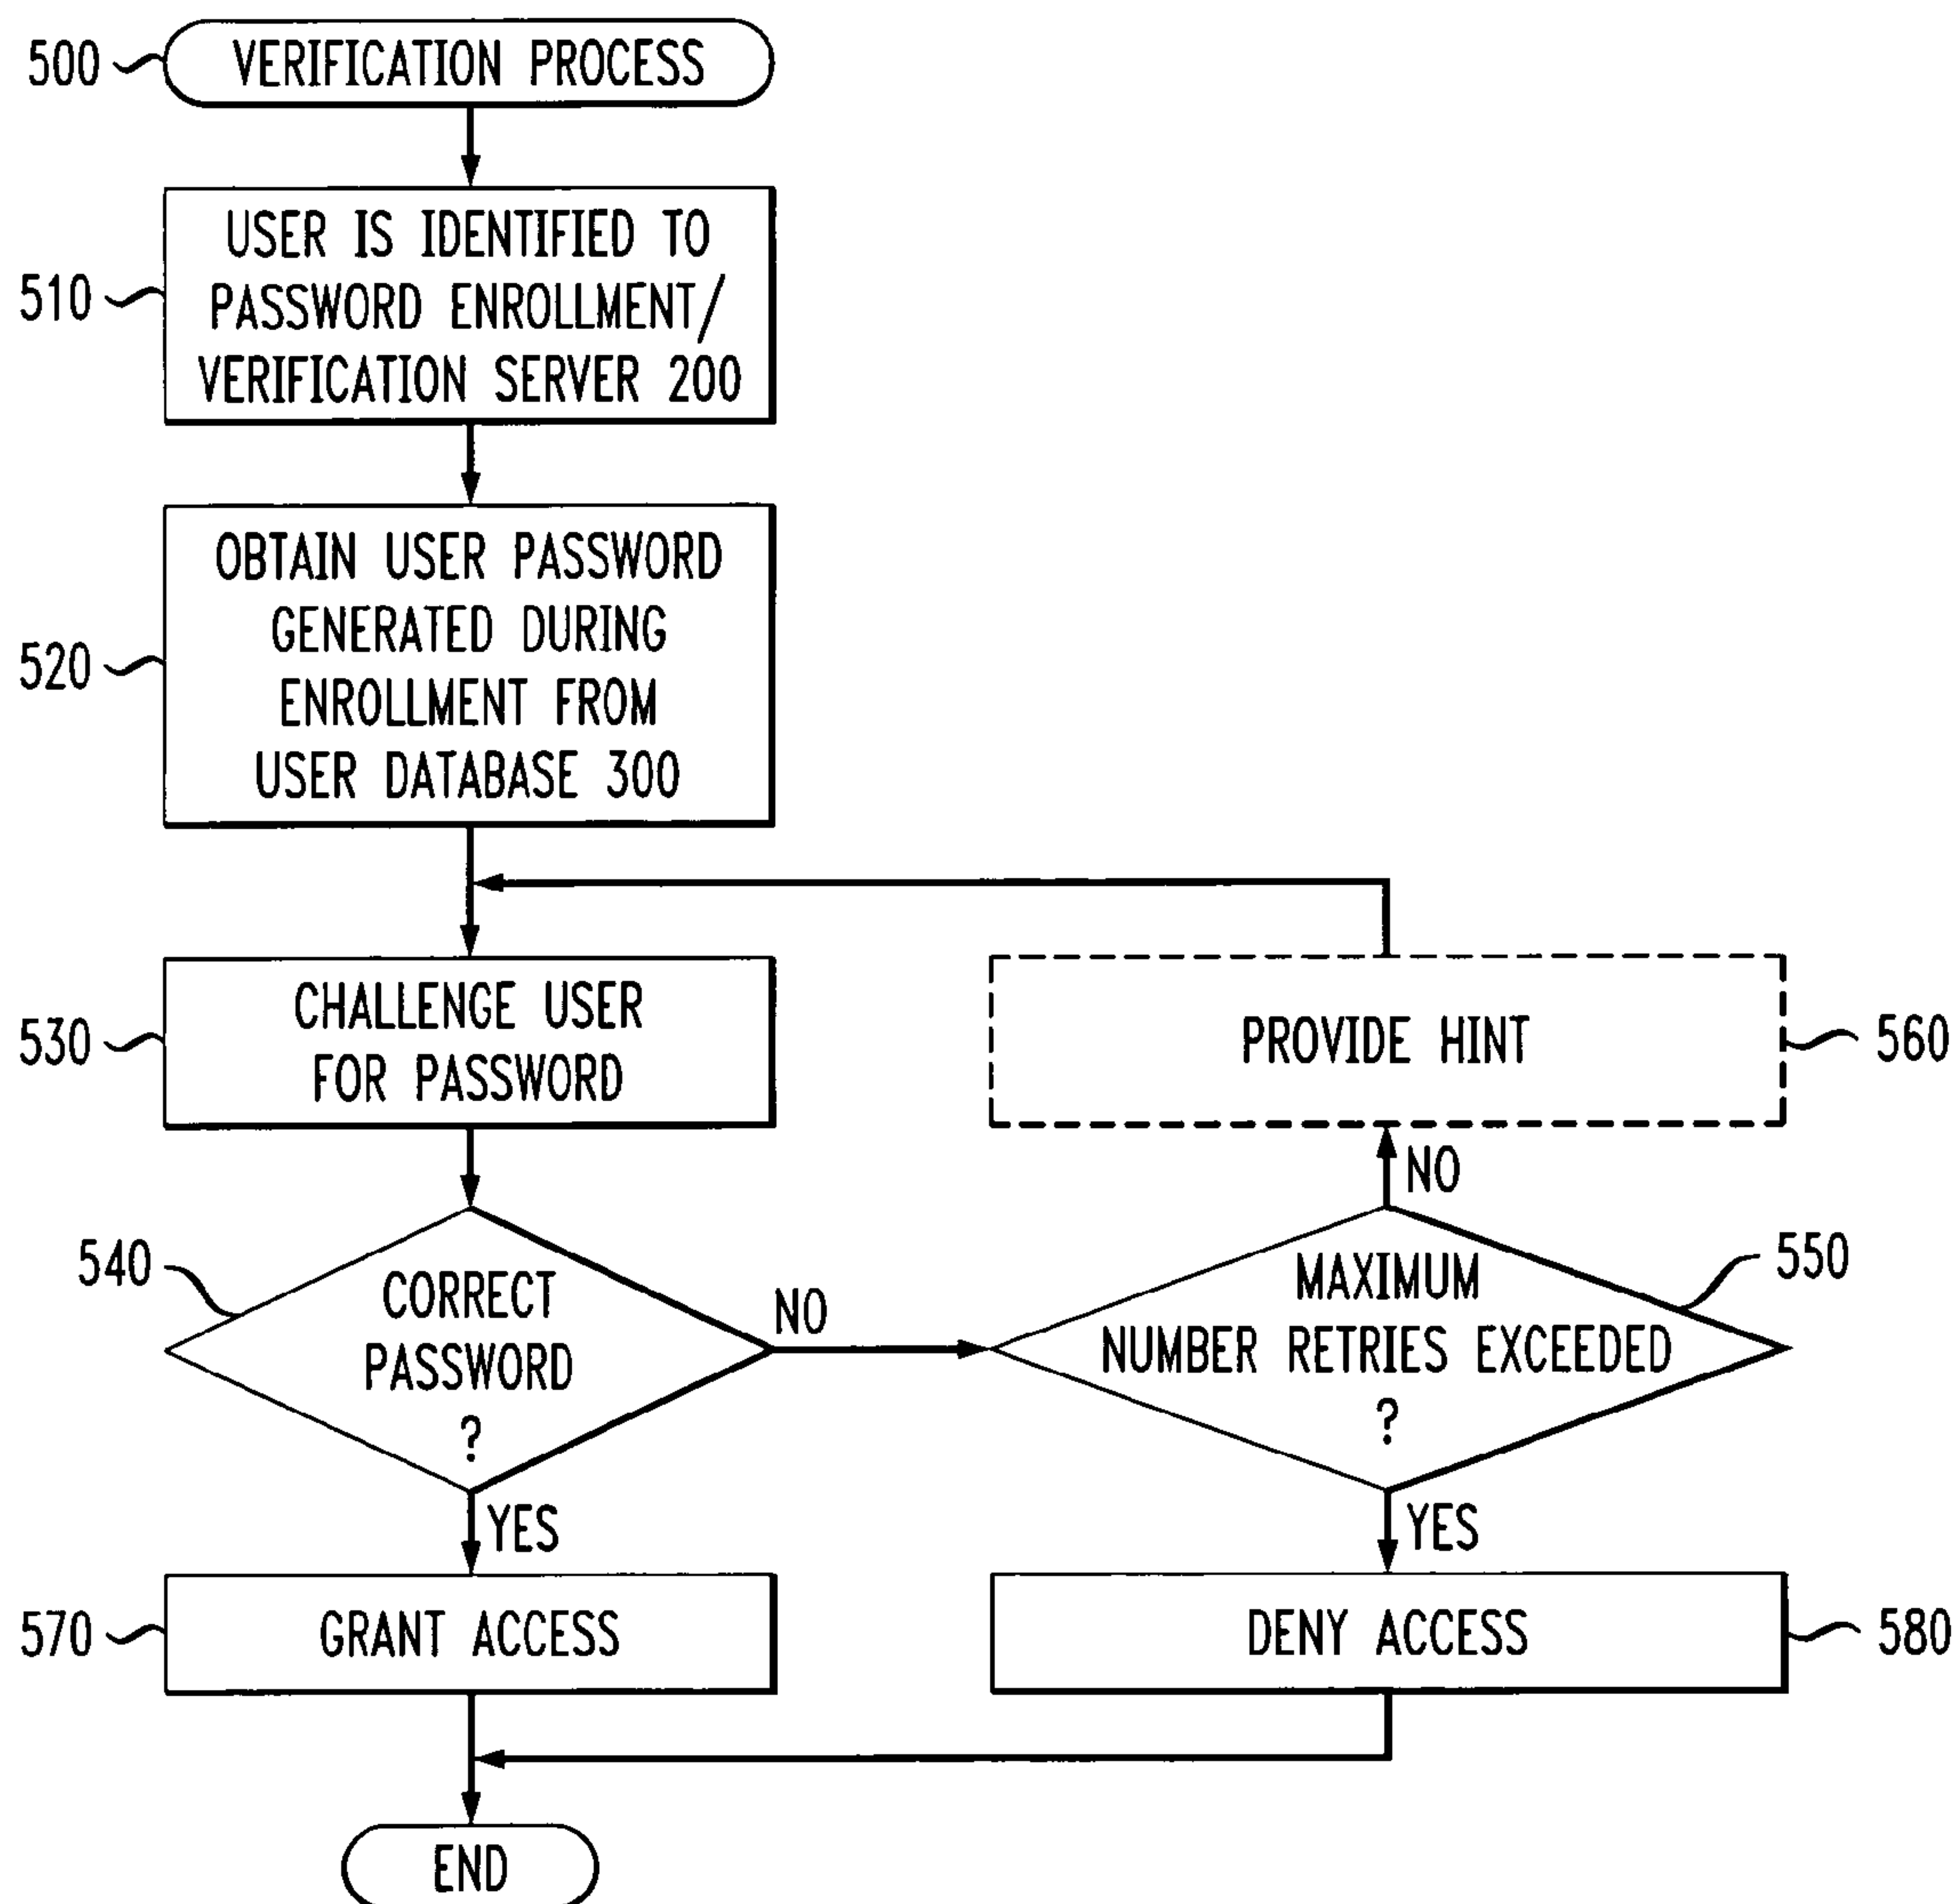 500
VERIFICATION PROCESS
510
USER IS IDENTIFIED TO
PASSWORD ENROLLMENT/
VERIFICATION SERVER 200
520
OBTAIN USER PASSWORD
GENERATED DURING
ENROLLMENT FROM
USER DATABASE 300
530
CHALLENGE USER
FOR PASSWORD
PROVIDE HINT
560
NO
540
CORRECT
PASSWORD
?
NO
MAXIMUM
NUMBER RETRIES EXCEEDED
?
550
YES
YES
570
GRANT ACCESS
DENY ACCESS
580
END